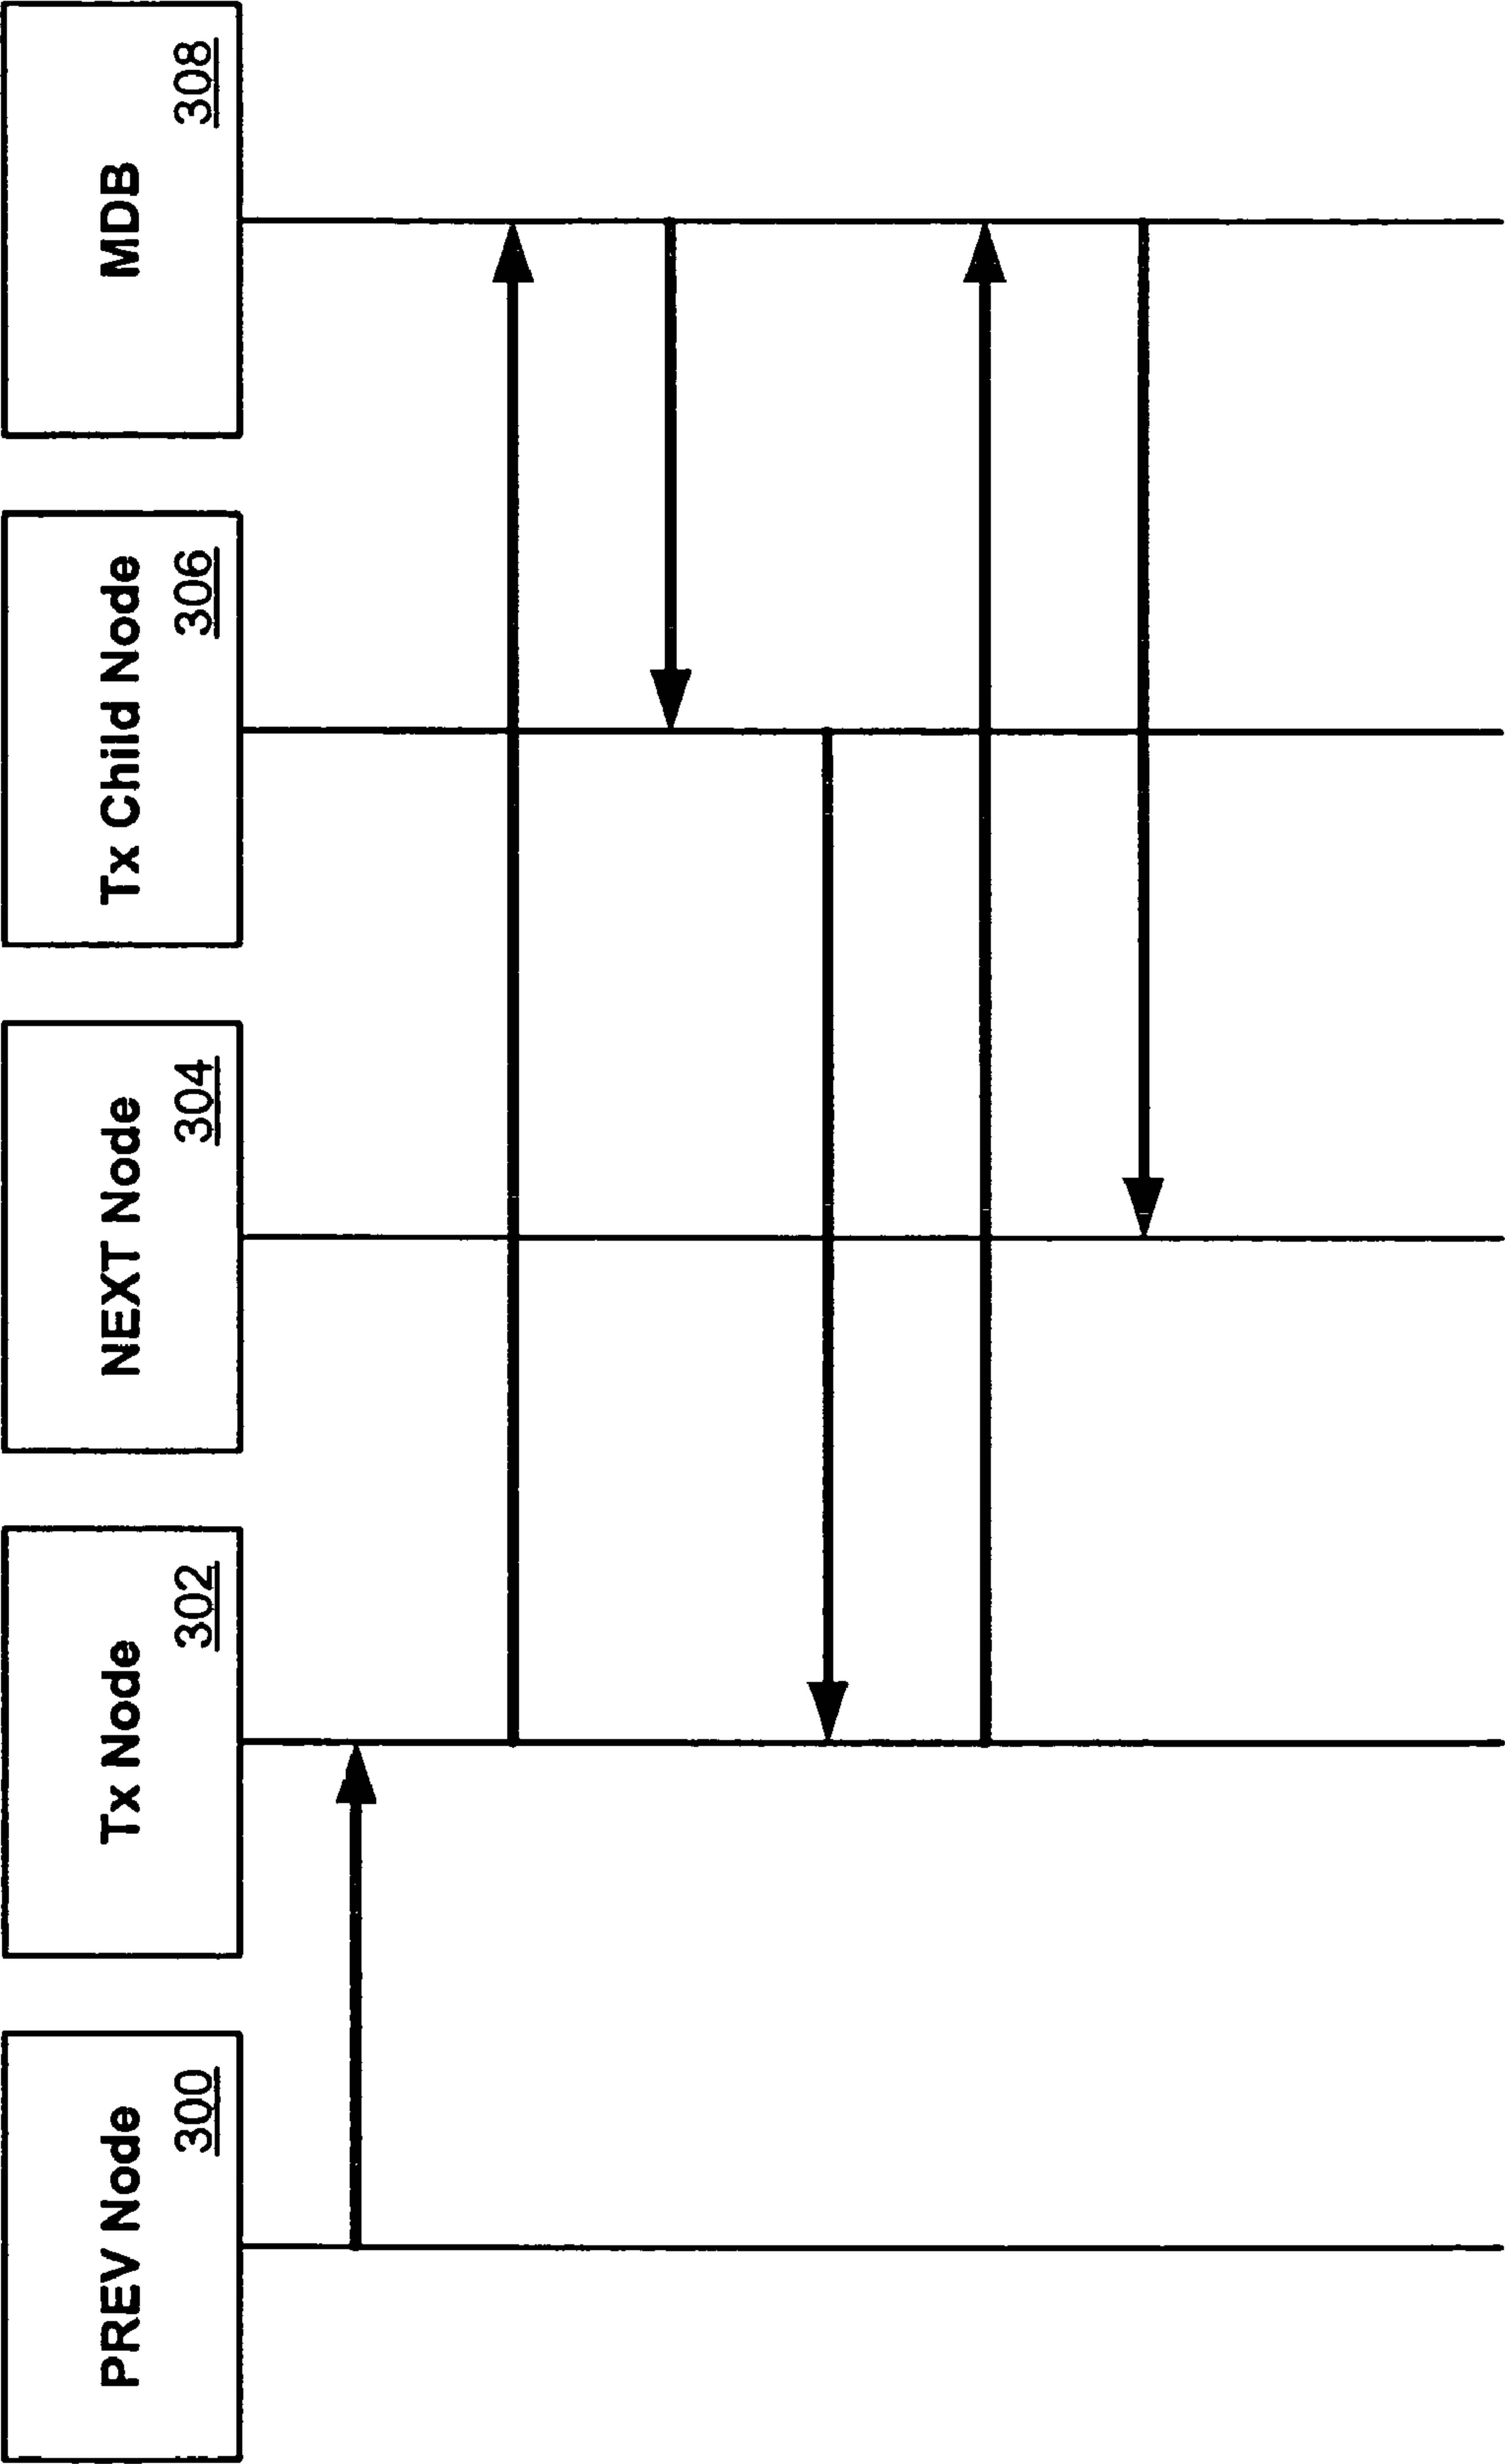 PREV Node
300
Tx Node
302
NEXT Node
304
Tx Child Node
306
MDB
308